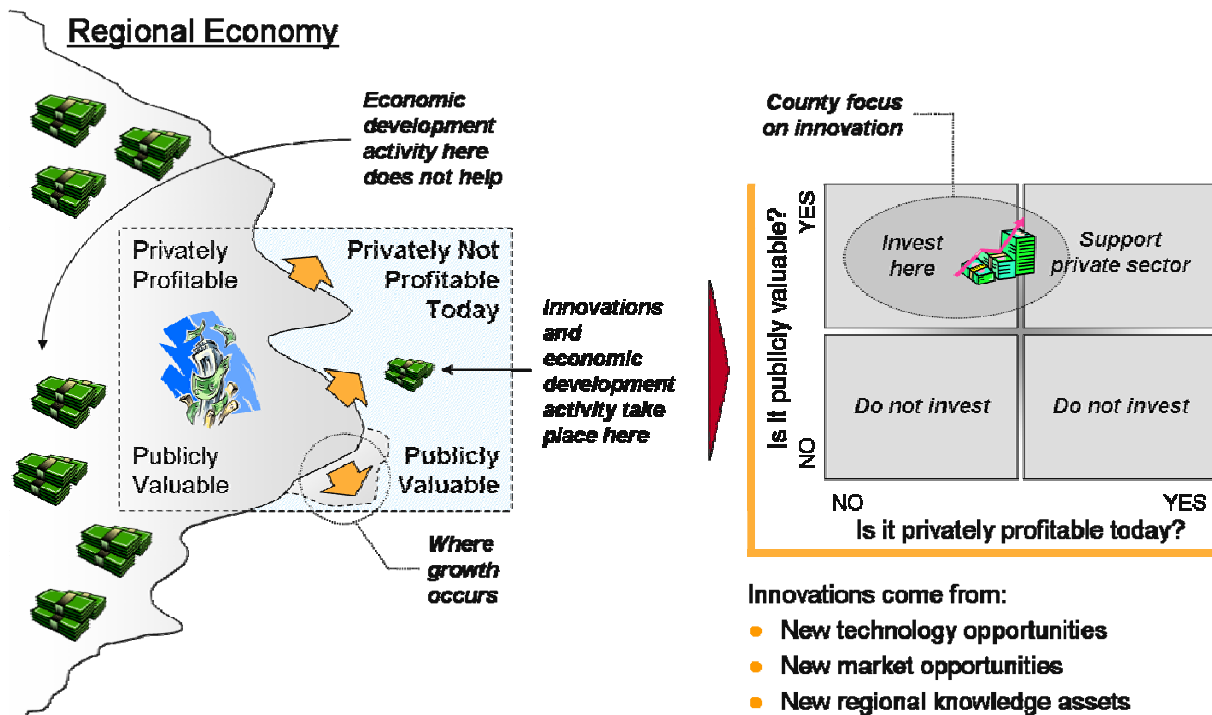 Regional Economy
Economic
development
activity here
does not help
Privately
Profitable
Privately Not
Profitable
Today
Publicly
Valuable
Publicly
Valuable
Innovations
and
economic
development
activity take
place here
Where
growth
occurs
County focus
on innovation
Is it publicly valuable?
YES
NO
Invest
here
Support
private sector
Do not invest
Do not invest
NO
YES
Is it privately profitable today?
Innovations come from:
• New technology opportunities
• New market opportunities
• New regional knowledge assets